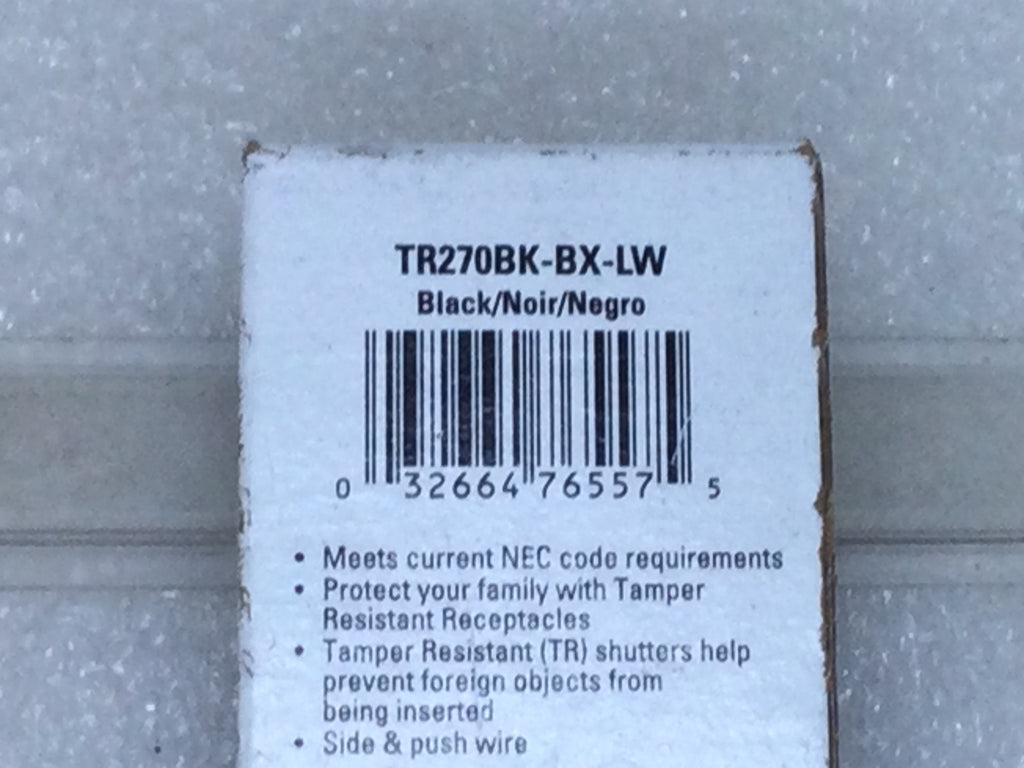 TR270BK-BX-LW
Black/Noir/Negro
0 32664 76557 5
• Meets current NEC code requirements
• Protect your family with Tamper
Resistant Receptacles
• Tamper Resistant (TR) shutters help
prevent foreign objects from
being inserted
• Side & push wire